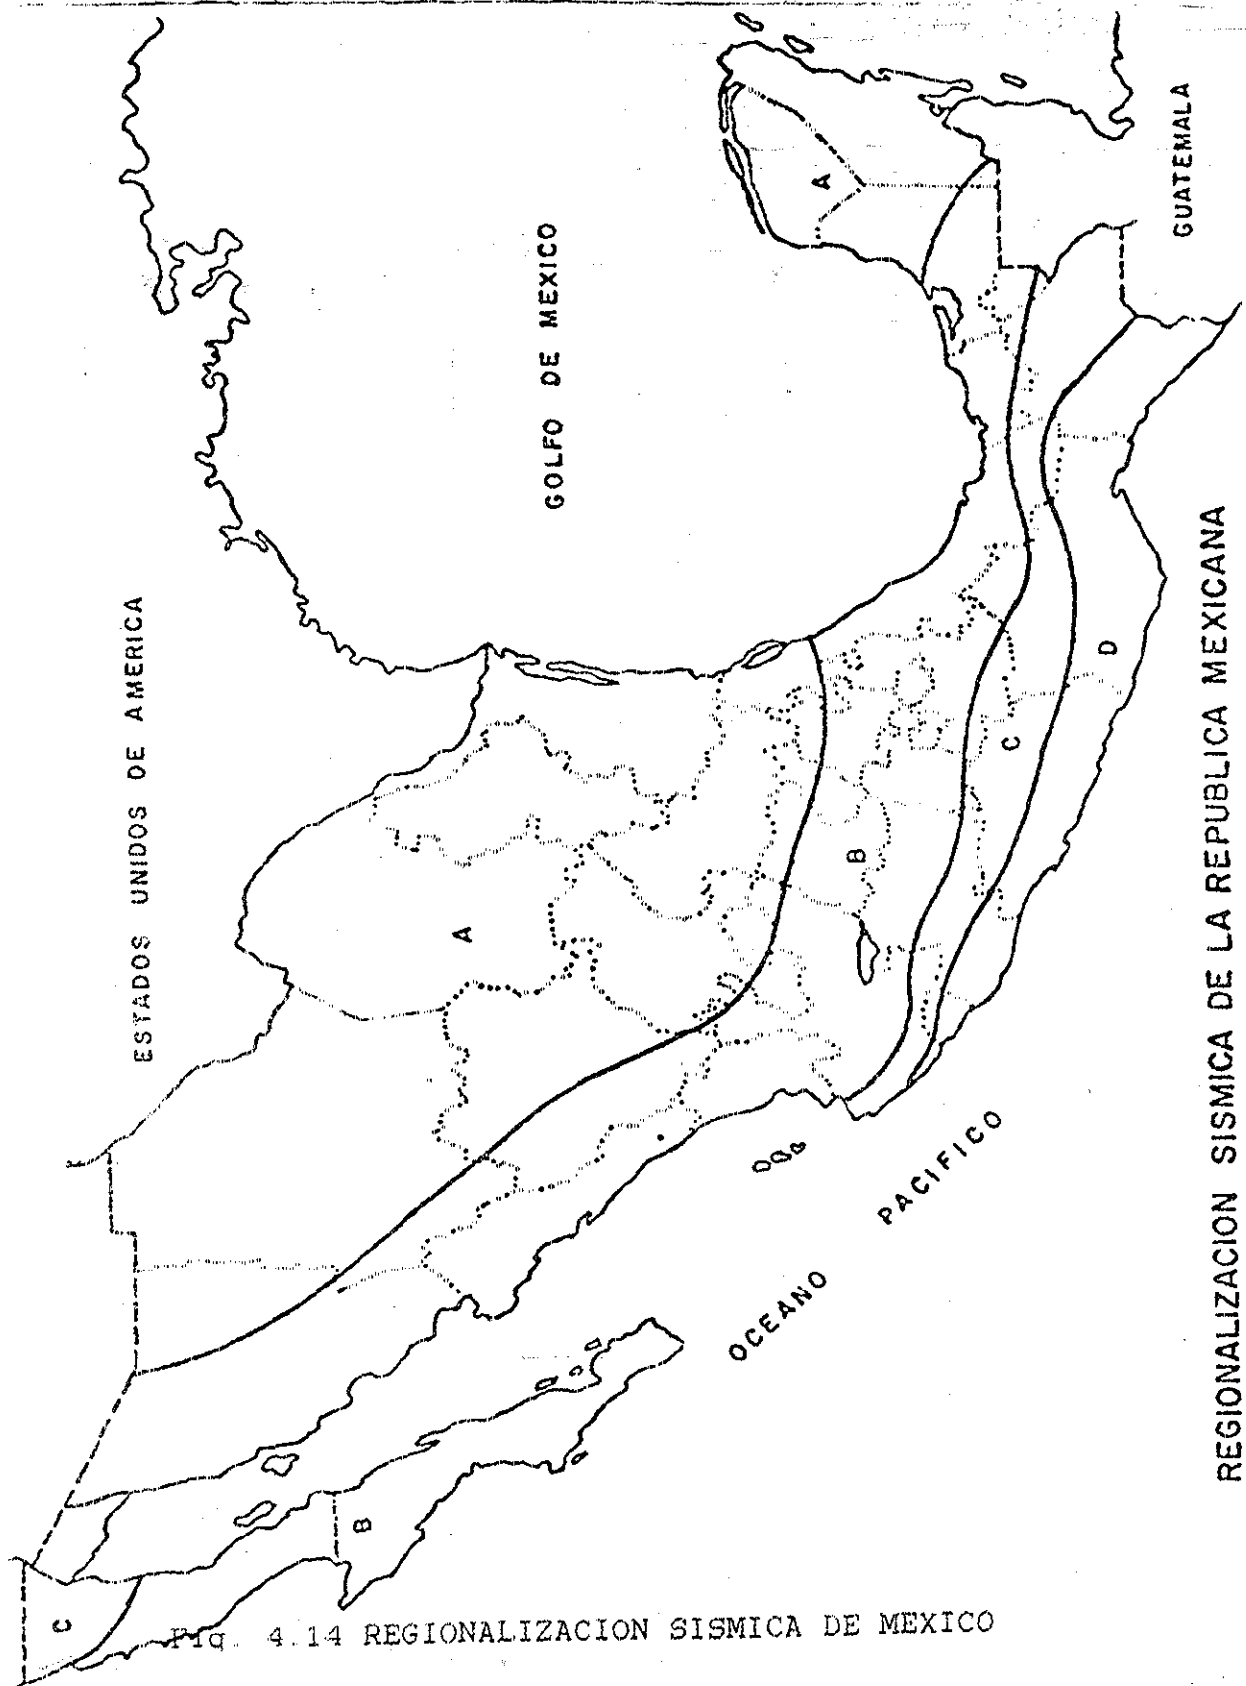 ESTADOS UNIDOS DE AMERICA
GOLFO DE MEXICO
GUATEMALA
OCEANO PACIFICO
A
A
B
B
C
C
D
REGIONALIZACION SISMICA DE LA REPUBLICA MEXICANA
Fig. 4.14 REGIONALIZACION SISMICA DE MEXICO